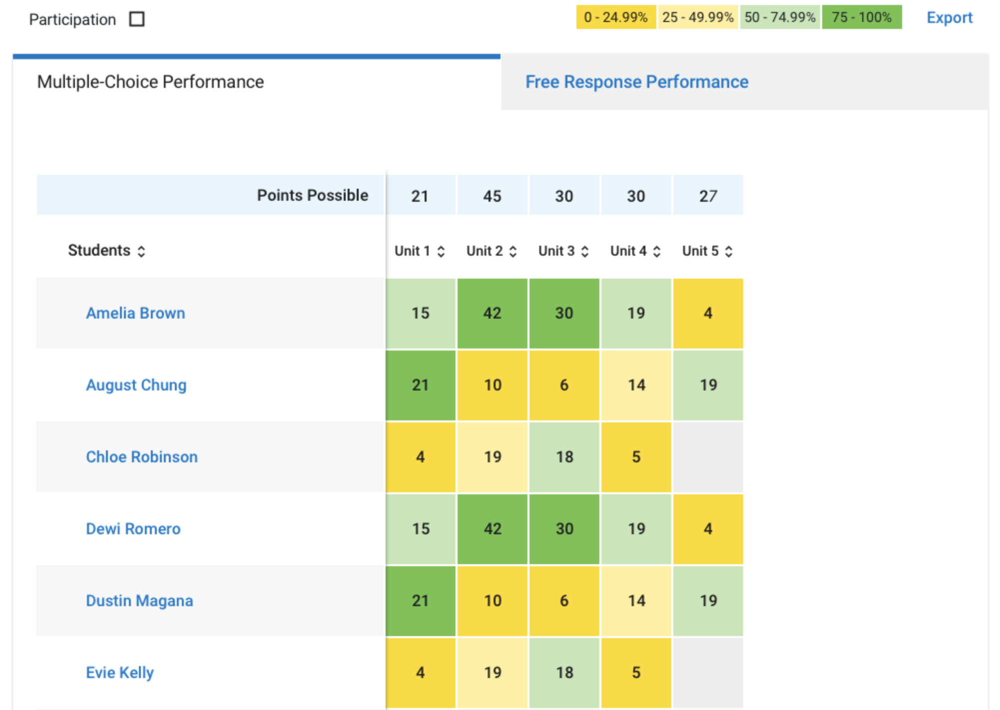 Participation 0 - 24.99% 25 - 49.99% 50 - 74.99% 75 - 100% Export
Multiple-Choice Performance Free Response Performance
Points Possible 21 45 30 30 27
Students Unit 1 Unit 2 Unit 3 Unit 4 Unit 5
Amelia Brown 15 42 30 19 4
August Chung 21 10 6 14 19
Chloe Robinson 4 19 18 5
Dewi Romero 15 42 30 19 4
Dustin Magana 21 10 6 14 19
Evie Kelly 4 19 18 5